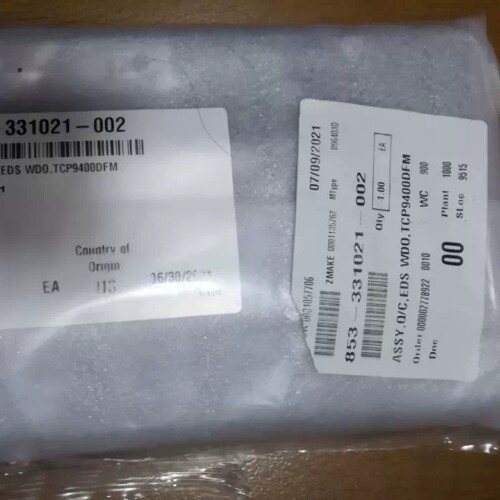 -331021-002
EDS WDO,TCP9400DFM
Country of
Origin
EA US
07/09/2021
ZMAKE MType
853-331021-002
Qty 1.00 EA
ASSY,O/C,EDS WDO,TCP9400DFM
Order 000002778922 0010 WC 900
Doc 00 Plant 1000
SLoc 9515